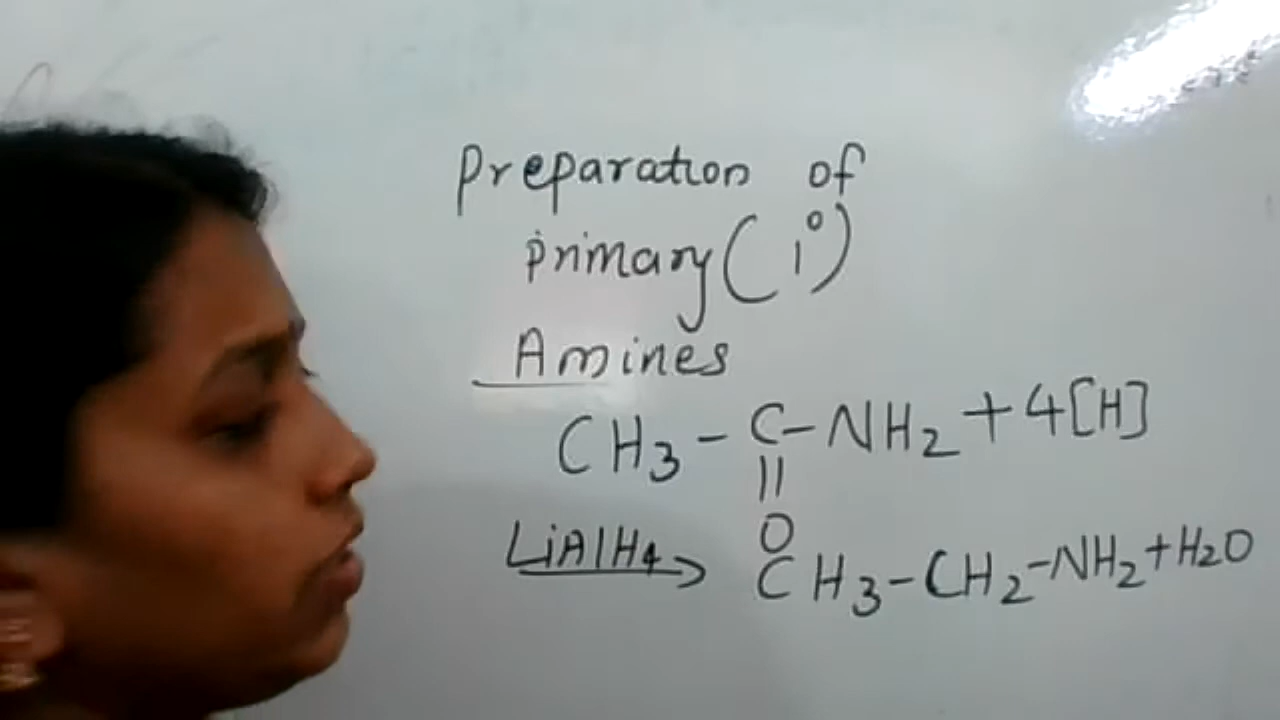 Preparation of
primary (1°)
Amines
CH3 - C - NH2 + 4[H]
||
O
LiAlH4 → CH3 - CH2 - NH2 + H2O